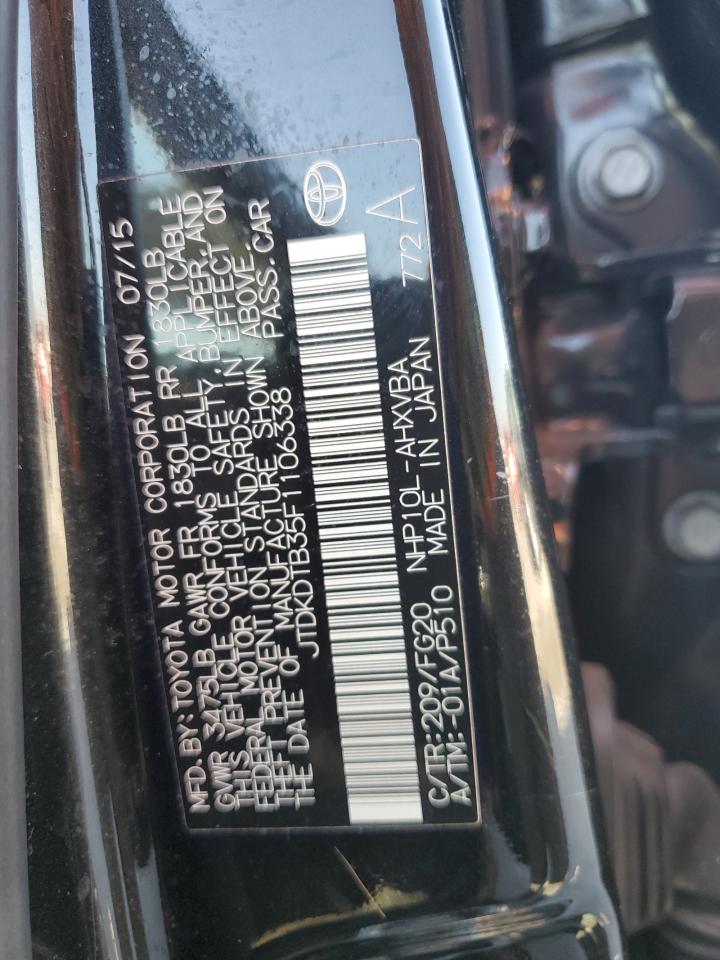 MFD. BY: TOYOTA MOTOR CORPORATION 07/15
GVWR 3475LB GAWR FR 1830LB RR 1830LB
THIS VEHICLE CONFORMS TO ALL APPLICABLE
FEDERAL MOTOR VEHICLE SAFETY, BUMPER, AND
THEFT PREVENTION STANDARDS IN EFFECT ON
THE DATE OF MANUFACTURE SHOWN ABOVE.
JTDKDTB35F1106338 PASS. CAR
C/TR: 209/FG20 NHP10L-AHXVBA 772 A
A/TM: -01A/P510 MADE IN JAPAN